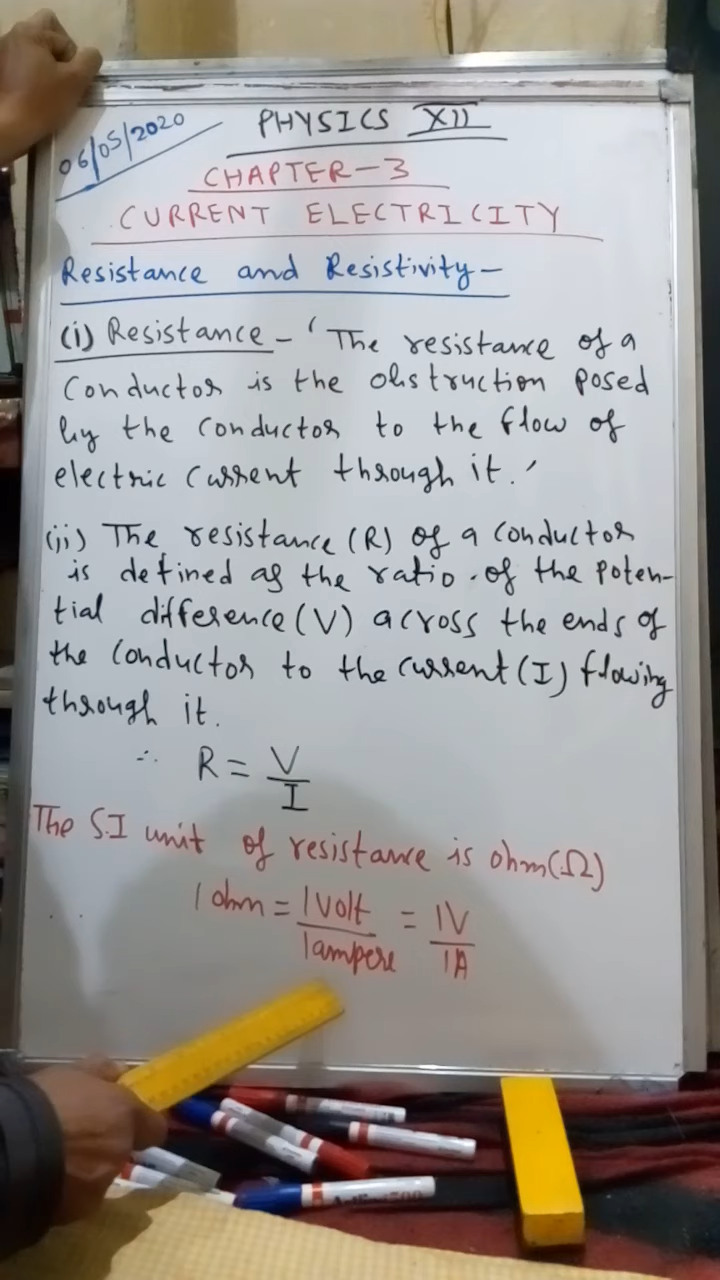 06/05/2020
PHYSICS XII
CHAPTER-3
CURRENT ELECTRICITY
Resistance and Resistivity-
(i) Resistance - 'The resistance of a
conductor is the obstruction posed
by the conductor to the flow of
electric current through it.'
(ii) The resistance (R) of a conductor
is defined as the ratio of the poten-
tial difference (V) across the ends of
the conductor to the current (I) flowing
through it.
∴ R = V/I
The S.I unit of resistance is ohm (Ω)
1 ohm = 1 Volt/1 ampere = 1V/1A